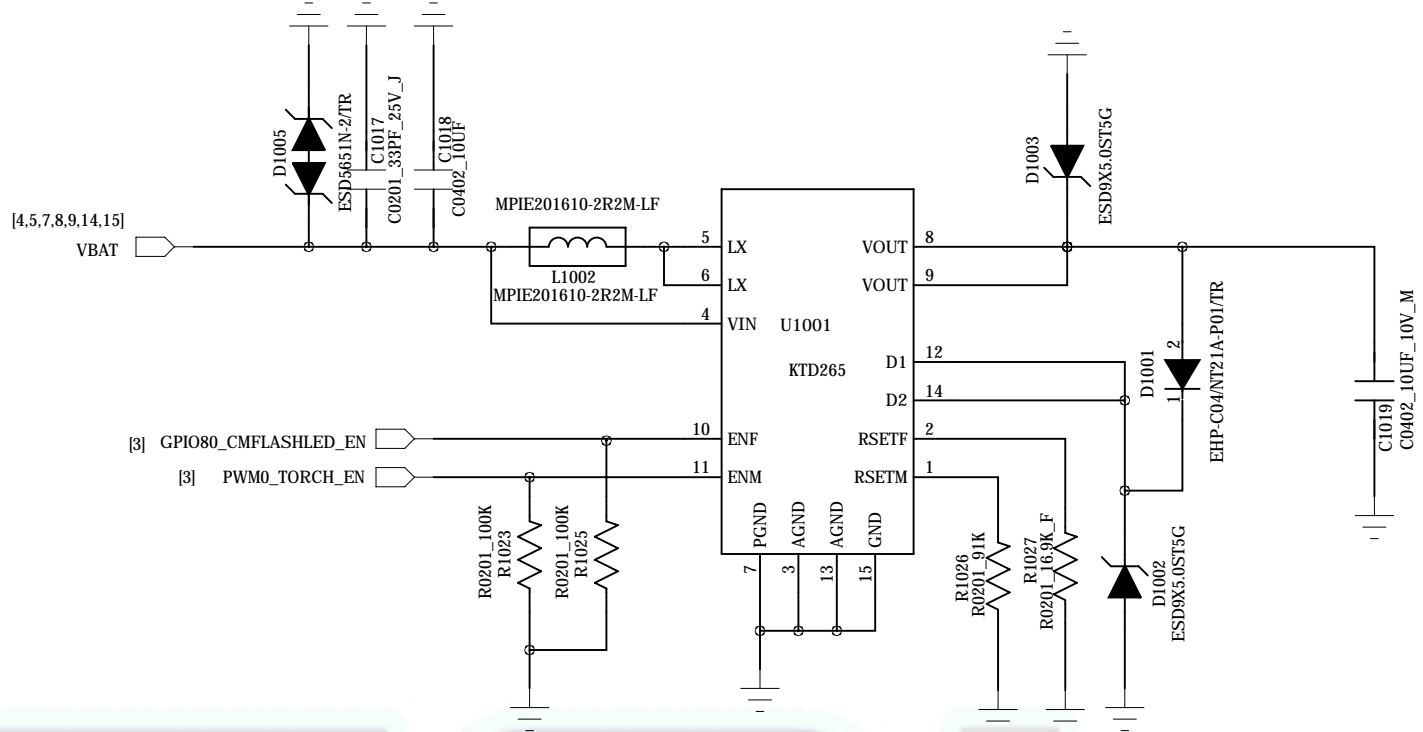 D1005
ESD5651N-2/TR
C1017
C0201_33PF_25V_J
C1018
C0402_10UF
D1003
ESD9X5.0ST5G
[4,5,7,8,9,14,15]
VBAT
MPIE201610-2R2M-LF
L1002
MPIE201610-2R2M-LF
5 LX
6 LX
4 VIN
U1001
KTD265
VOUT 8
VOUT 9
D1 12
D2 14
D1001
2
1
EHP-C04/NT21A-P01/TR
C1019
C0402_10UF_10V_M
[3] GPIO80_CMFLASHLED_EN
10 ENF
RSETF 2
[3] PWM0_TORCH_EN
11 ENM
RSETM 1
PGND AGND AGND GND
7 3 13 15
R0201_100K
R1023
R0201_100K
R1025
R1026
R0201_91K
R1027
R0201_16.9K_F
D1002
ESD9X5.0ST5G